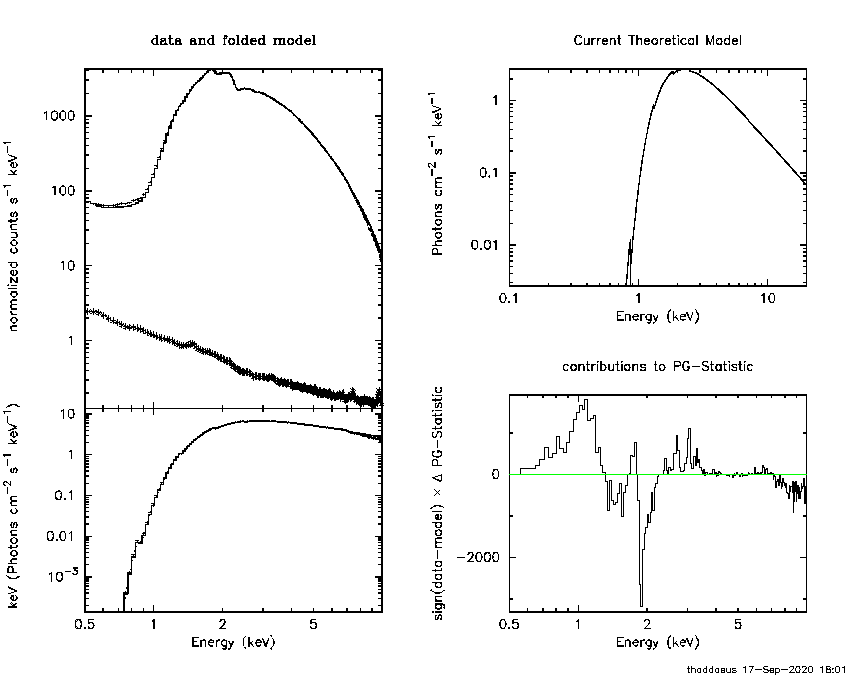 data and folded model
normalized counts s⁻¹ keV⁻¹
1000
100
10
1
keV (Photons cm⁻² s⁻¹ keV⁻¹)
10
1
0.1
0.01
10⁻³
0.5 1 2 5
Energy (keV)
Current Theoretical Model
Photons cm⁻² s⁻¹ keV⁻¹
1
0.1
0.01
0.1 1 10
Energy (keV)
contributions to PG−Statistic
sign(data−model) × Δ PG−Statistic
0
−2000
0.5 1 2 5
Energy (keV)
thaddaeus 17−Sep−2020 18:01